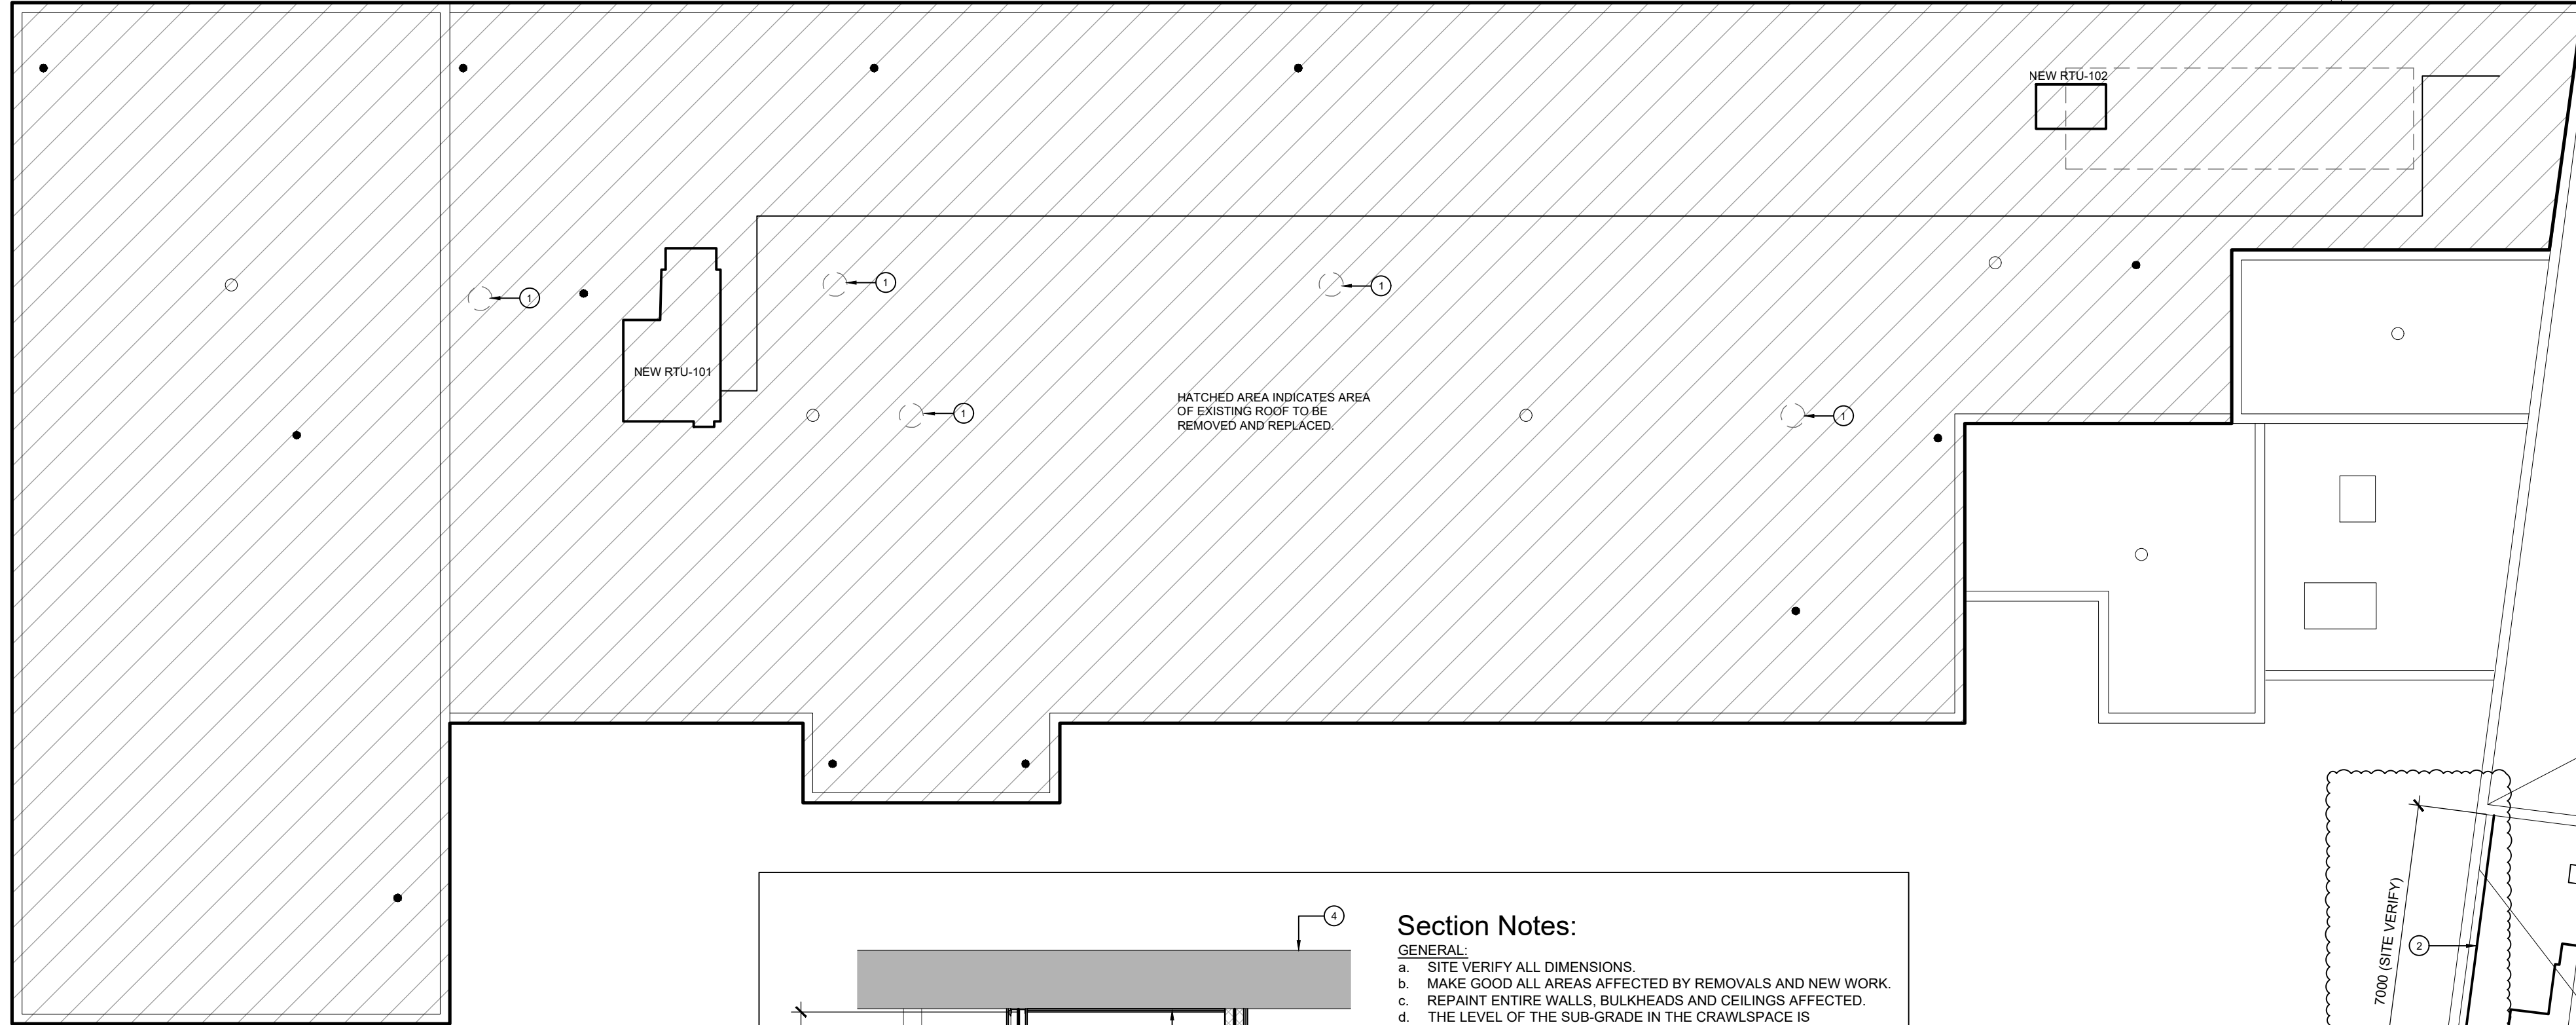 NEW RTU-102
1
1
1
NEW RTU-101
1
1
HATCHED AREA INDICATES AREA
OF EXISTING ROOF TO BE
REMOVED AND REPLACED.
4
Section Notes:
GENERAL:
a. SITE VERIFY ALL DIMENSIONS.
b. MAKE GOOD ALL AREAS AFFECTED BY REMOVALS AND NEW WORK.
c. REPAINT ENTIRE WALLS, BULKHEADS AND CEILINGS AFFECTED.
d. THE LEVEL OF THE SUB-GRADE IN THE CRAWLSPACE IS
7000 (SITE VERIFY)
2